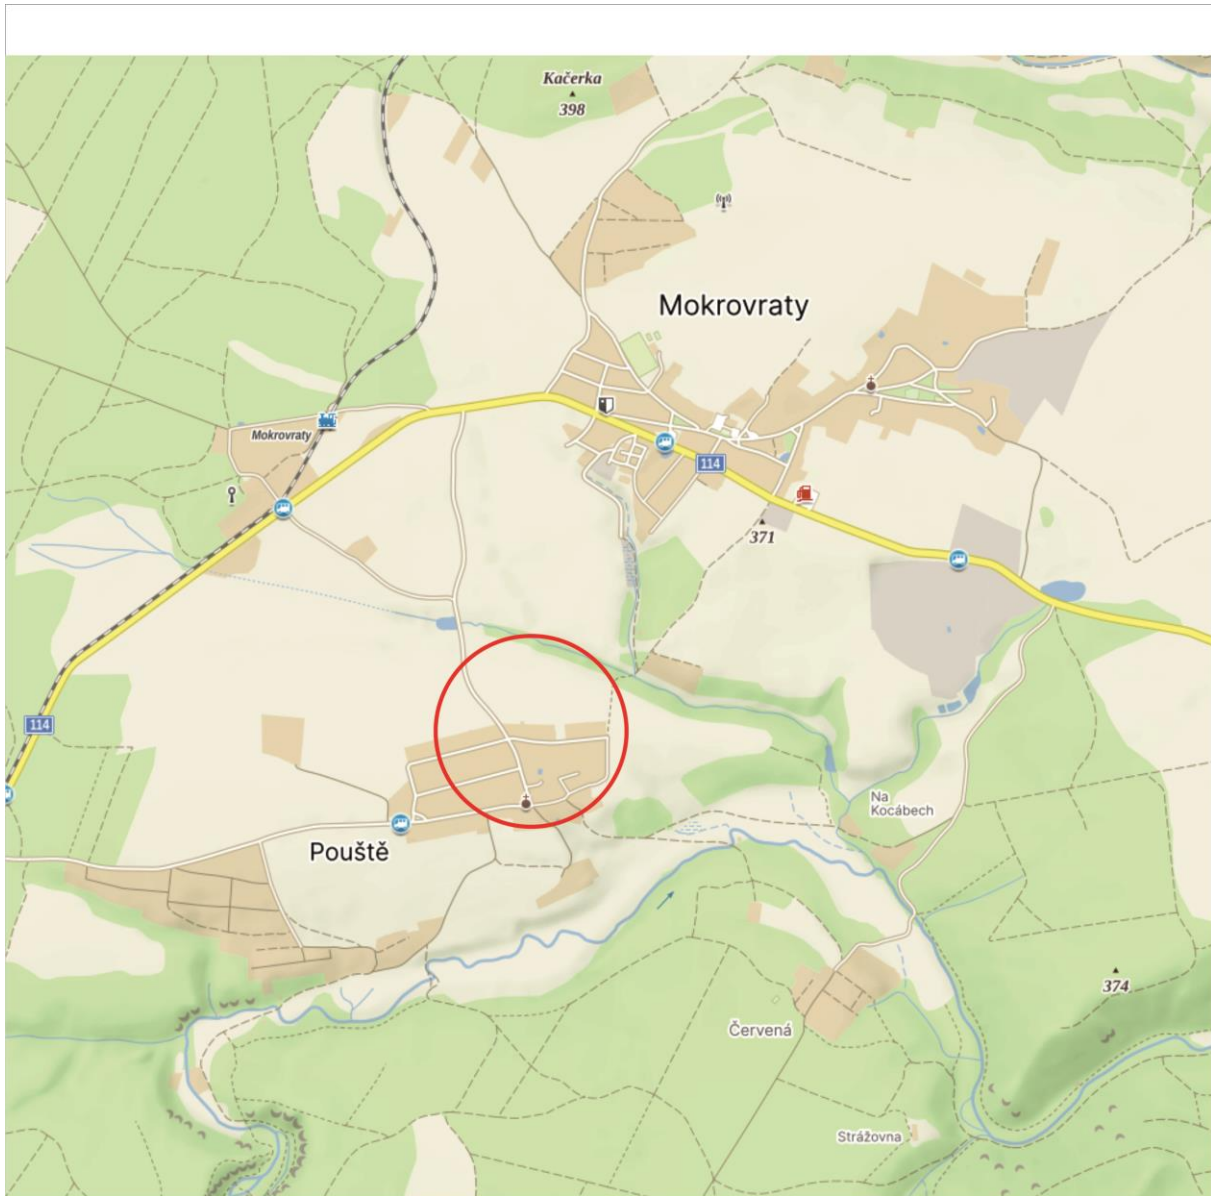 Kačerka
398
Mokrovraty
Mokrovraty
114
371
114
Na
Kocábech
Pouště
374
Červená
Strážovna